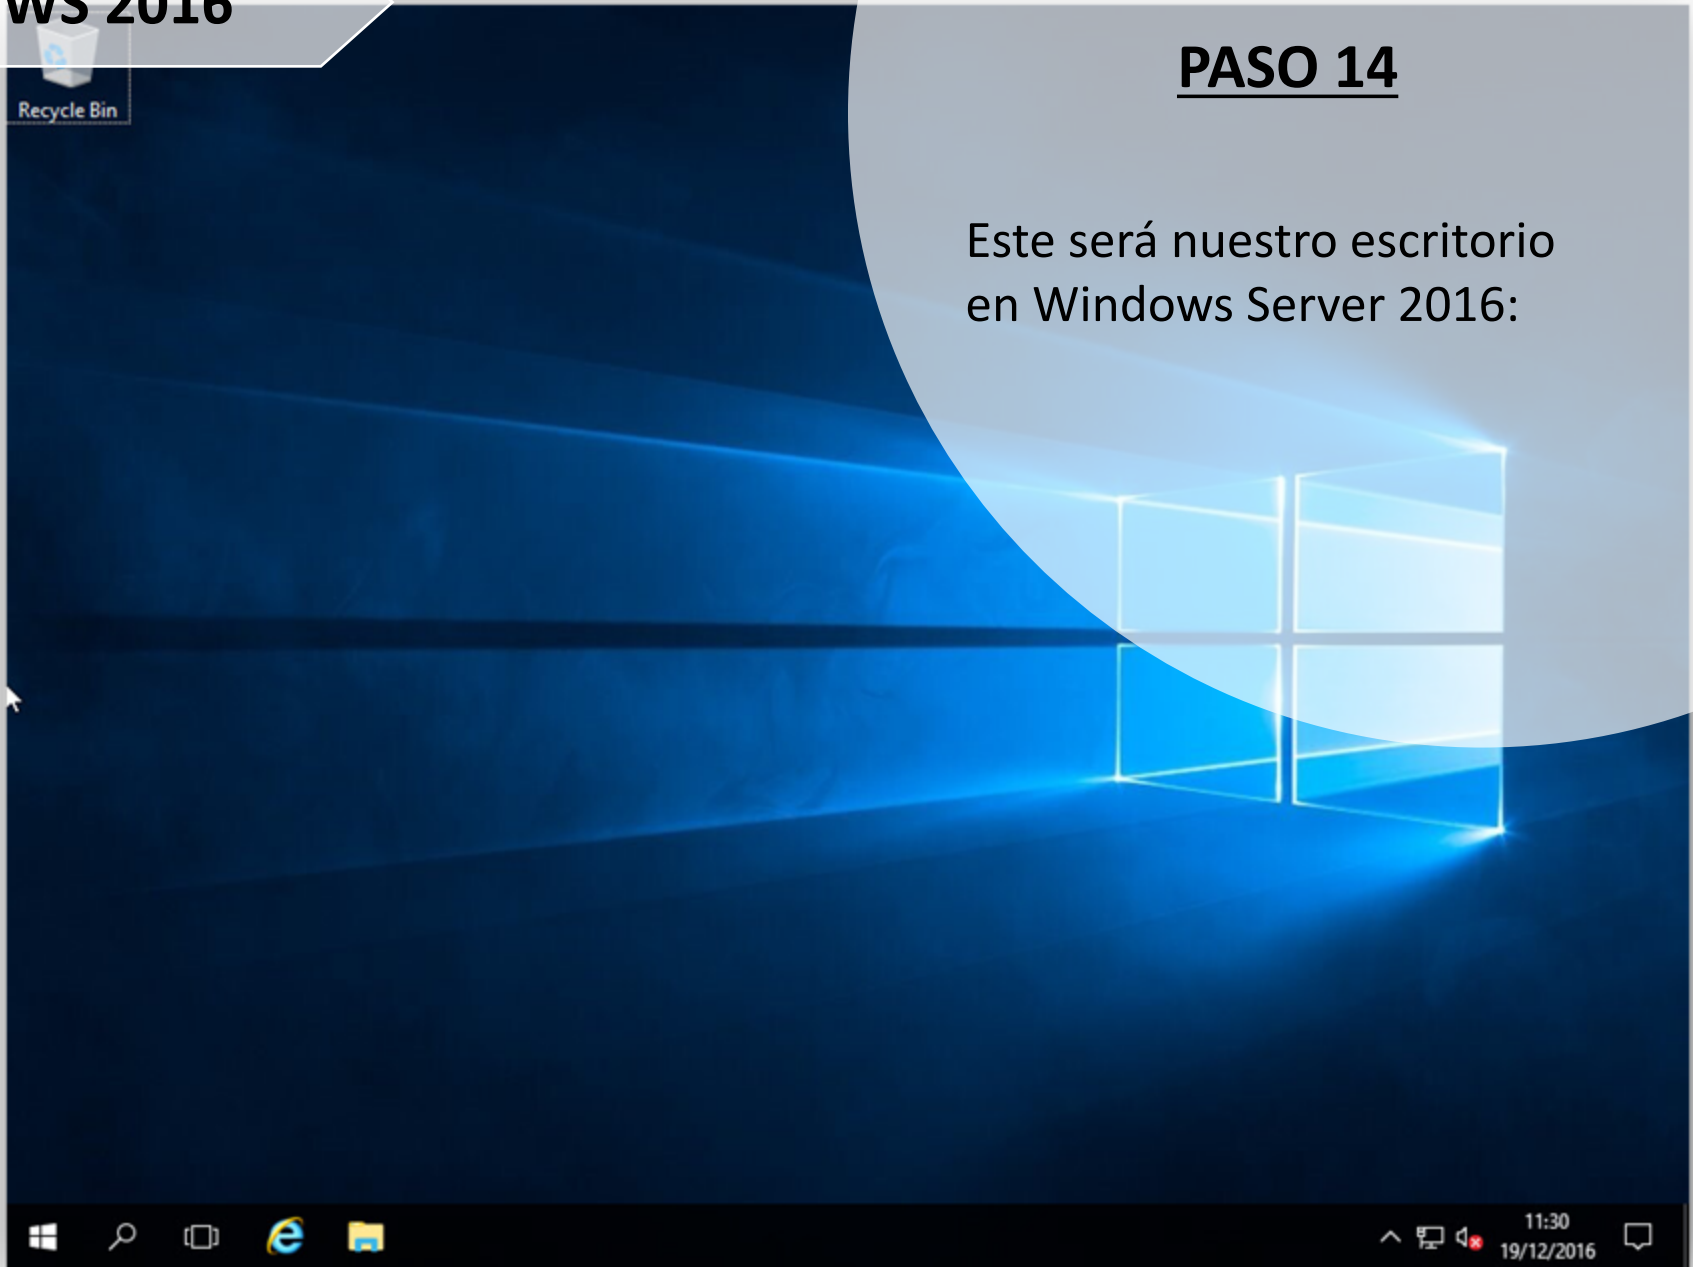 WS 2016
Recycle Bin
PASO 14
Este será nuestro escritorio
en Windows Server 2016:
11:30
19/12/2016